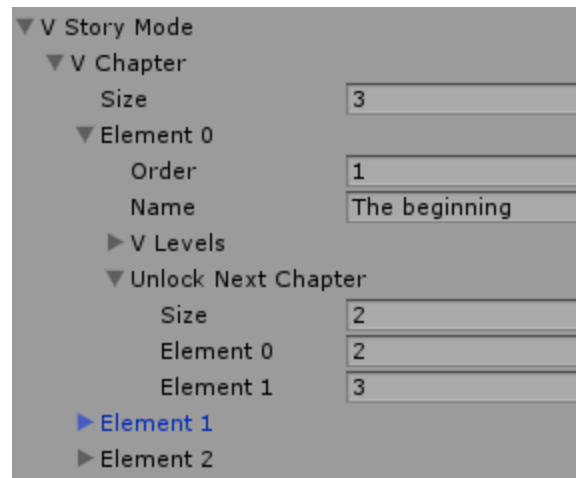 V Story Mode
V Chapter
Size 3
Element 0
Order 1
Name The beginning
V Levels
Unlock Next Chapter
Size 2
Element 0 2
Element 1 3
Element 1
Element 2